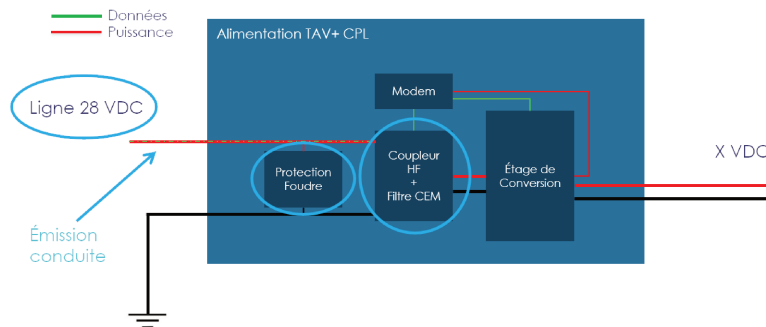 Données
Puissance
Alimentation TAV+ CPL
Ligne 28 VDC
Modem
Protection
Foudre
Coupleur
HF
+
Filtre CEM
Étage de
Conversion
X VDC
Émission
conduite